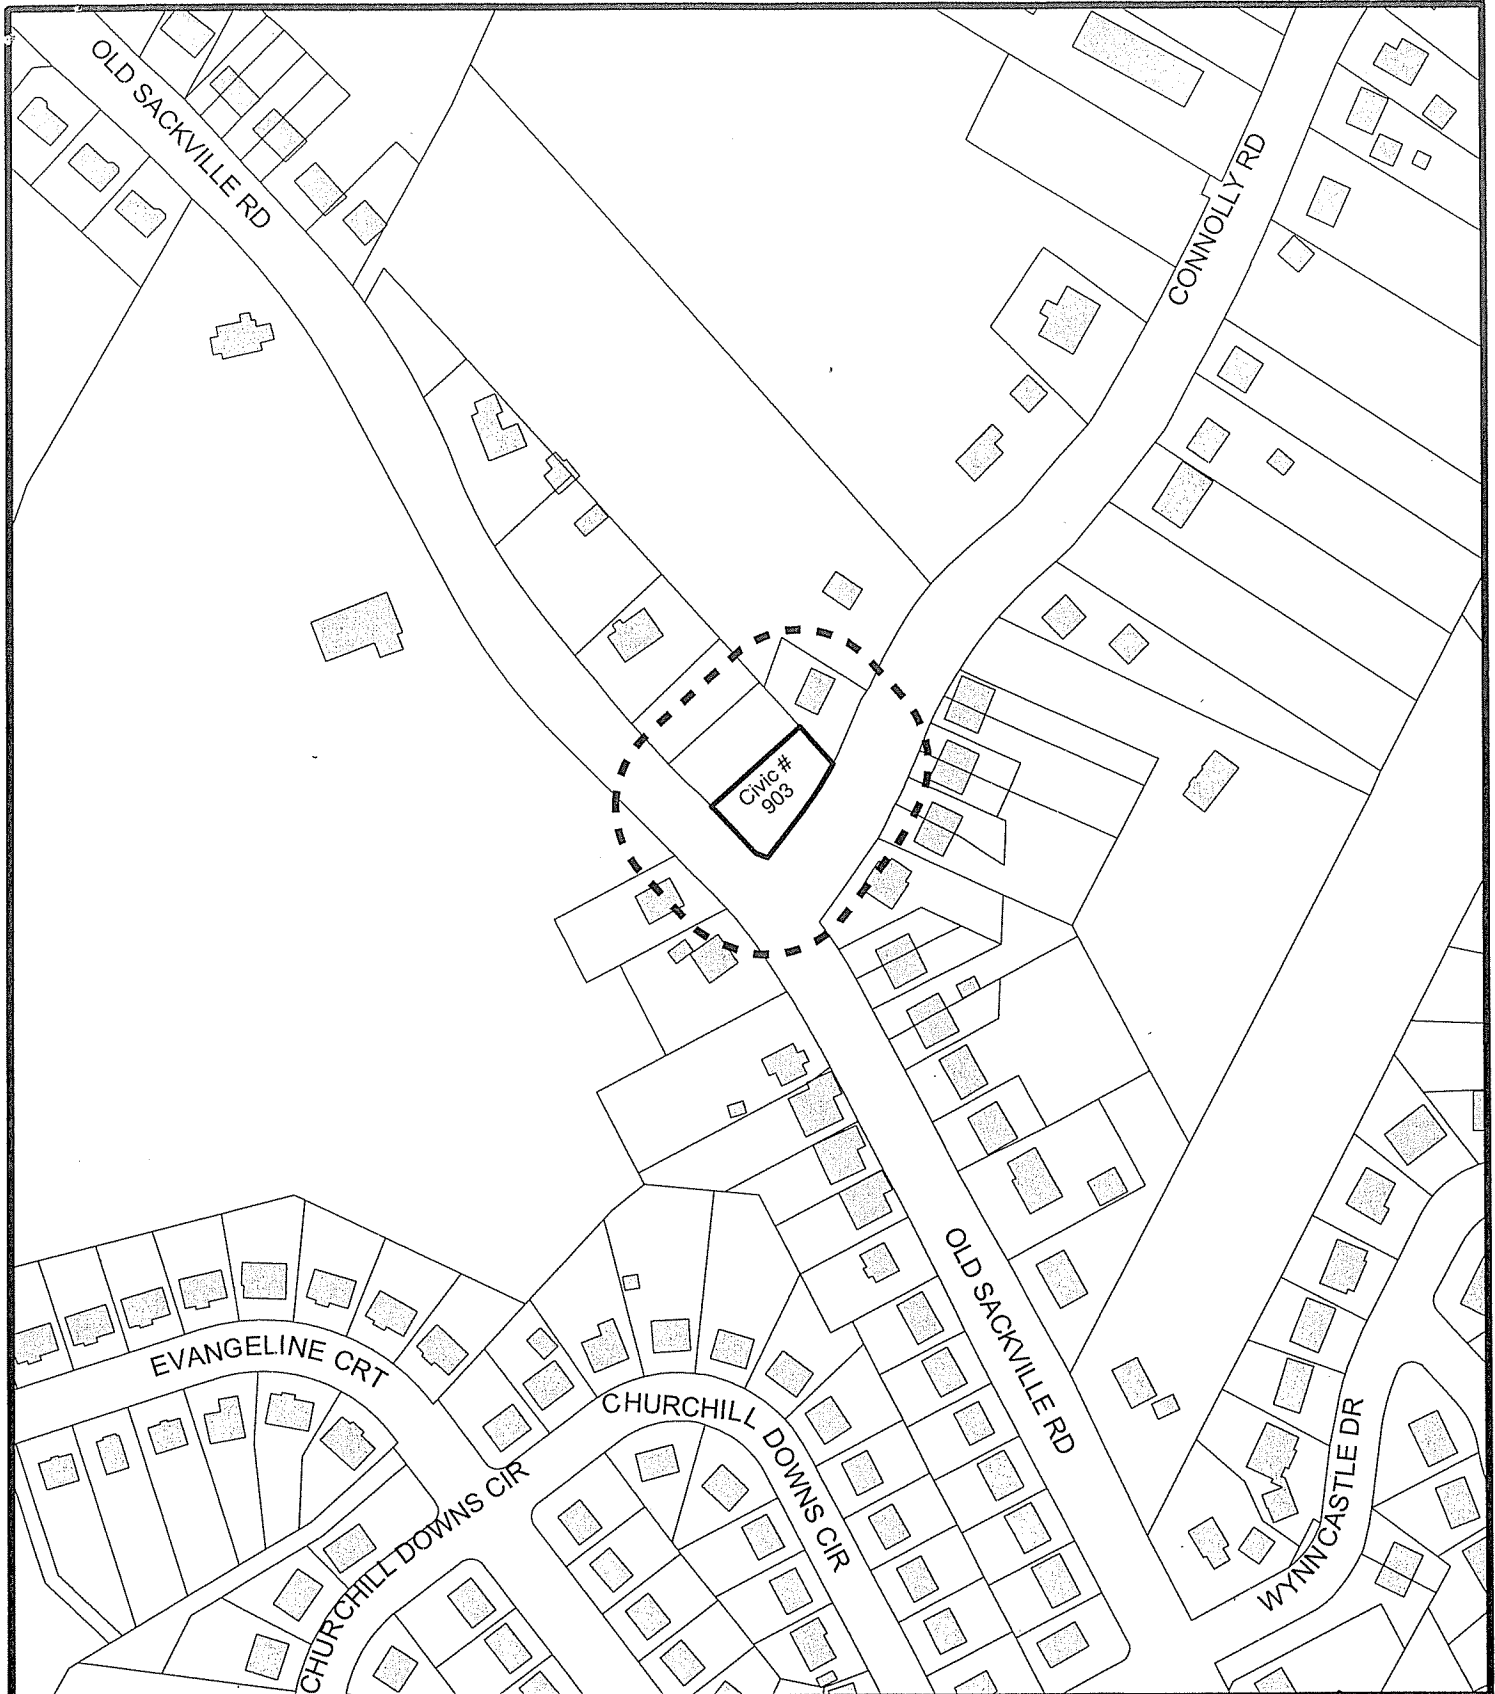 OLD SACKVILLE RD
CONNOLLY RD
Civic #
903
OLD SACKVILLE RD
EVANGELINE CRT
CHURCHILL DOWNS CIR
CHURCHILL DOWNS CIR
WYNNCASTLE DR